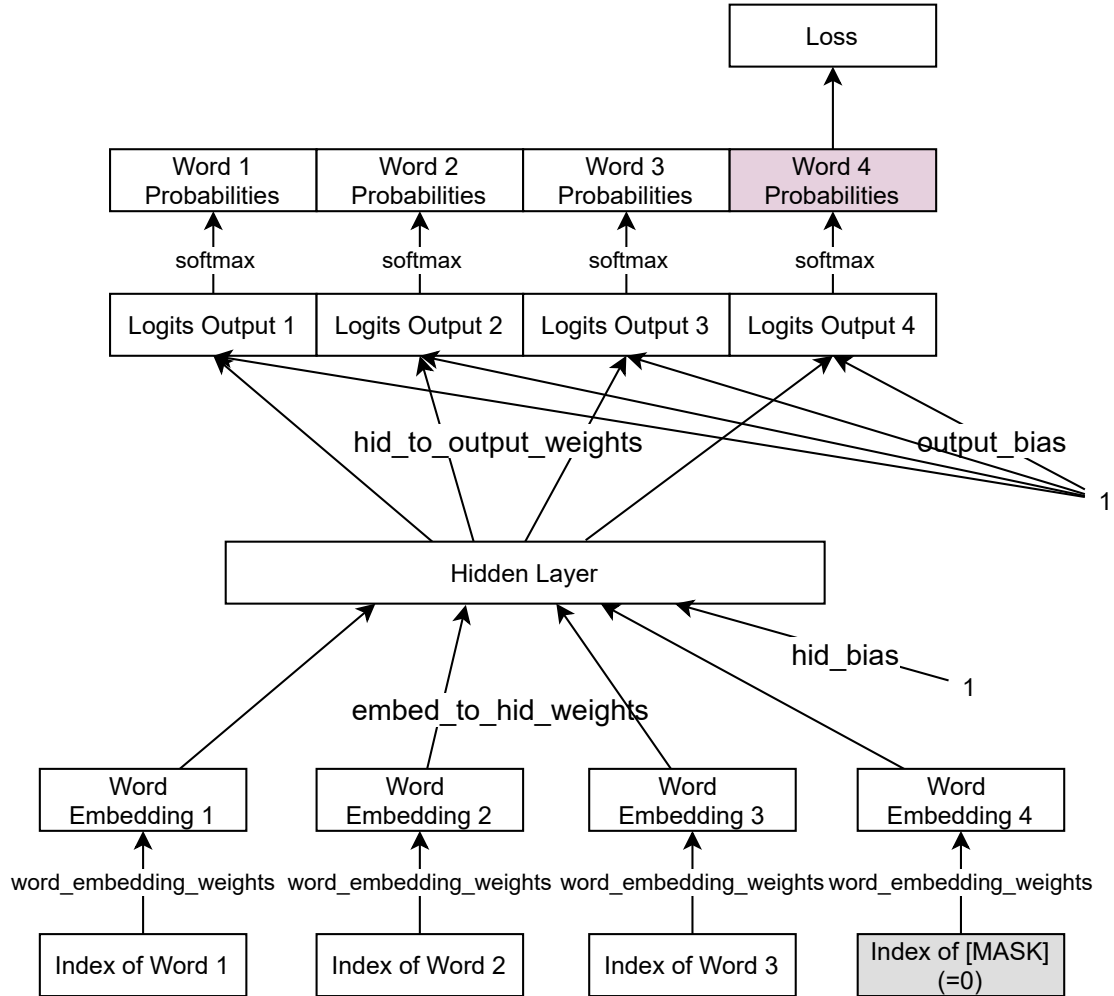 Loss
Word 1
Probabilities
Word 2
Probabilities
Word 3
Probabilities
Word 4
Probabilities
softmax
softmax
softmax
softmax
Logits Output 1
Logits Output 2
Logits Output 3
Logits Output 4
hid_to_output_weights
output_bias
1
Hidden Layer
hid_bias
1
embed_to_hid_weights
Word
Embedding 1
Word
Embedding 2
Word
Embedding 3
Word
Embedding 4
word_embedding_weights
word_embedding_weights
word_embedding_weights
word_embedding_weights
Index of Word 1
Index of Word 2
Index of Word 3
Index of [MASK]
(=0)